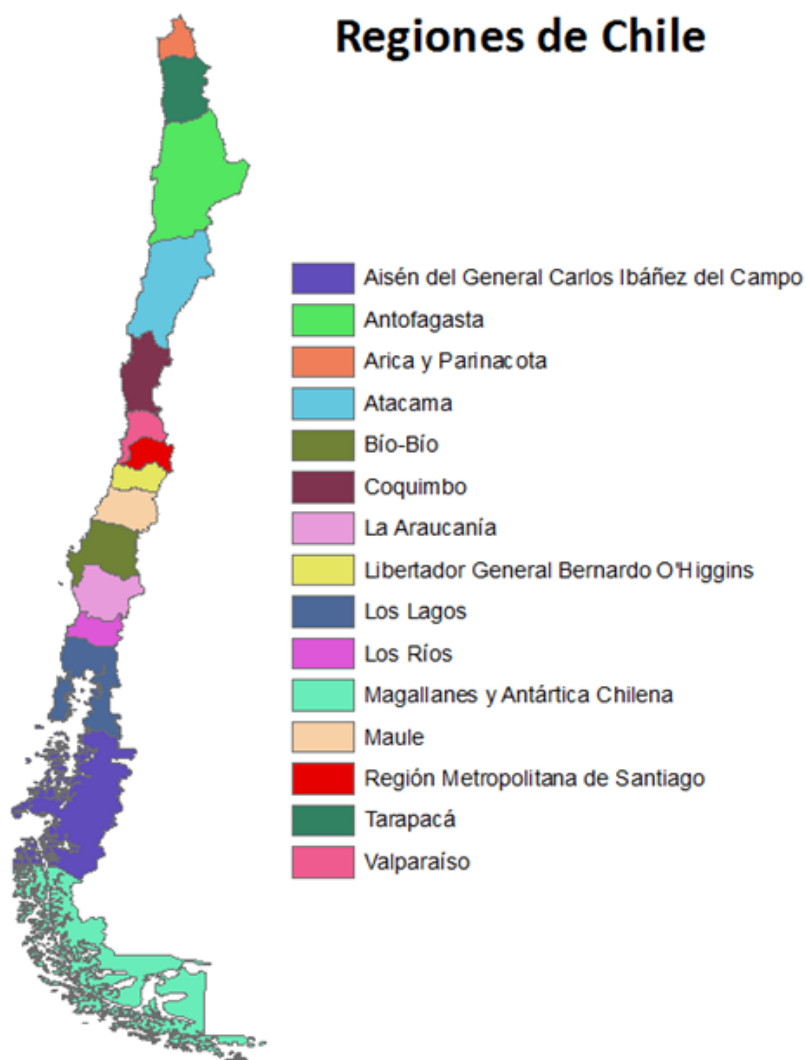 Regiones de Chile
Aisén del General Carlos Ibáñez del Campo
Antofagasta
Arica y Parinacota
Atacama
Bío-Bío
Coquimbo
La Araucanía
Libertador General Bernardo O'Higgins
Los Lagos
Los Ríos
Magallanes y Antártica Chilena
Maule
Región Metropolitana de Santiago
Tarapacá
Valparaíso